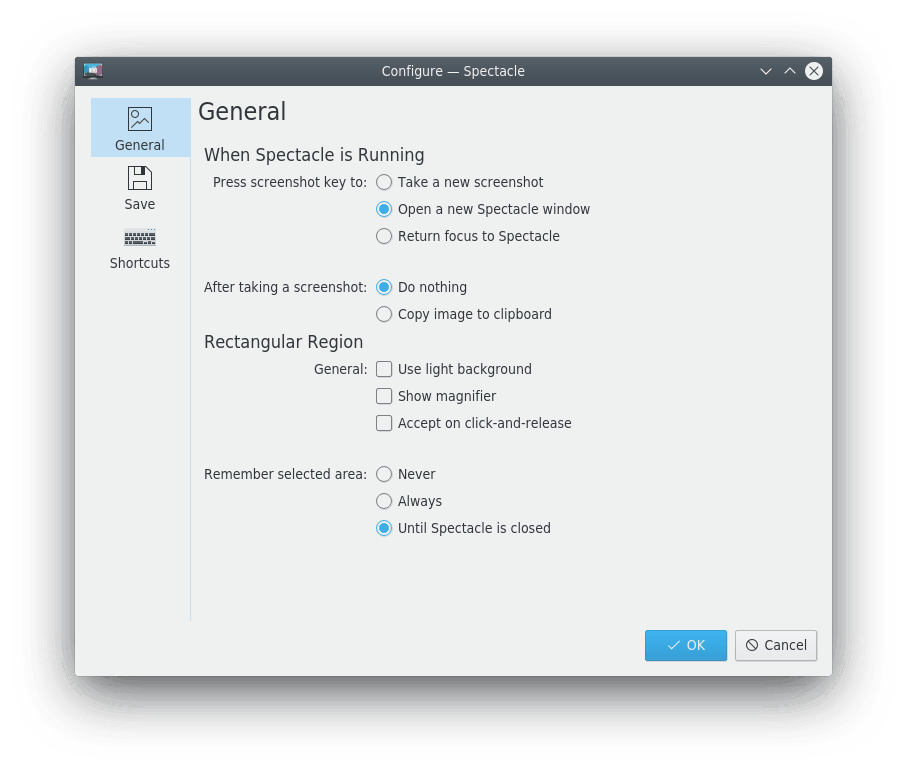 Configure — Spectacle
General
Save
Shortcuts
General
When Spectacle is Running
Press screenshot key to: Take a new screenshot
Open a new Spectacle window
Return focus to Spectacle
After taking a screenshot: Do nothing
Copy image to clipboard
Rectangular Region
General: Use light background
Show magnifier
Accept on click-and-release
Remember selected area: Never
Always
Until Spectacle is closed
OK Cancel